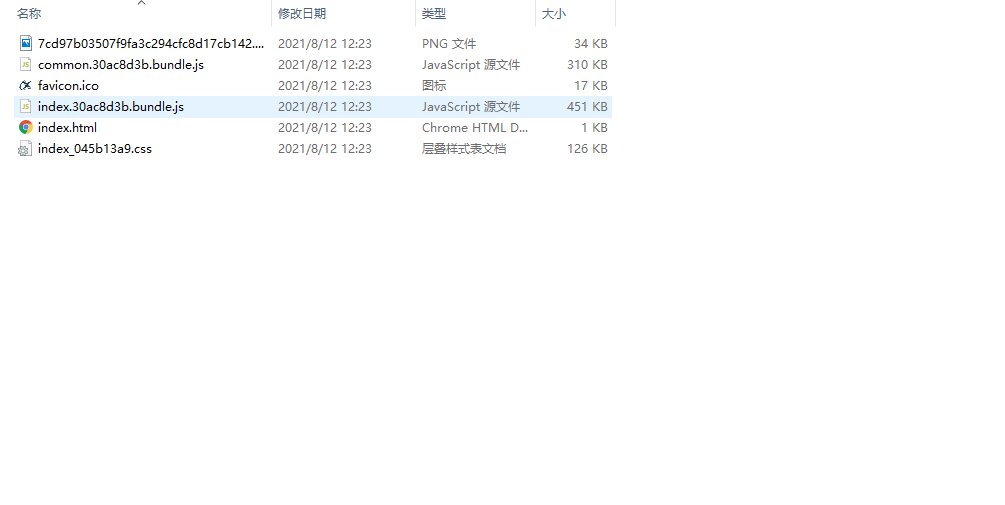 名称 修改日期 类型 大小
7cd97b03507f9fa3c294cfc8d17cb142.... 2021/8/12 12:23 PNG 文件 34 KB
common.30ac8d3b.bundle.js 2021/8/12 12:23 JavaScript 源文件 310 KB
favicon.ico 2021/8/12 12:23 图标 17 KB
index.30ac8d3b.bundle.js 2021/8/12 12:23 JavaScript 源文件 451 KB
index.html 2021/8/12 12:23 Chrome HTML D... 1 KB
index_045b13a9.css 2021/8/12 12:23 层叠样式表文档 126 KB